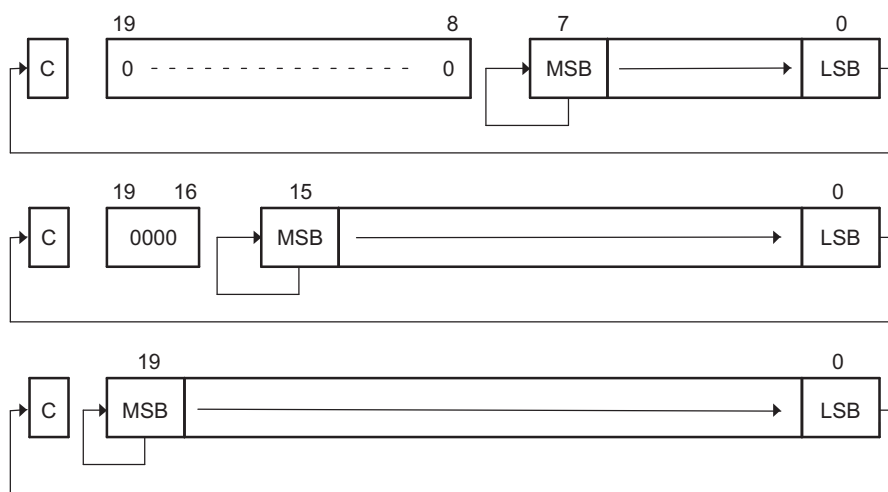 19 8 7 0
C 0 0 MSB LSB
19 16 15 0
C 0000 MSB LSB
19 0
C MSB LSB